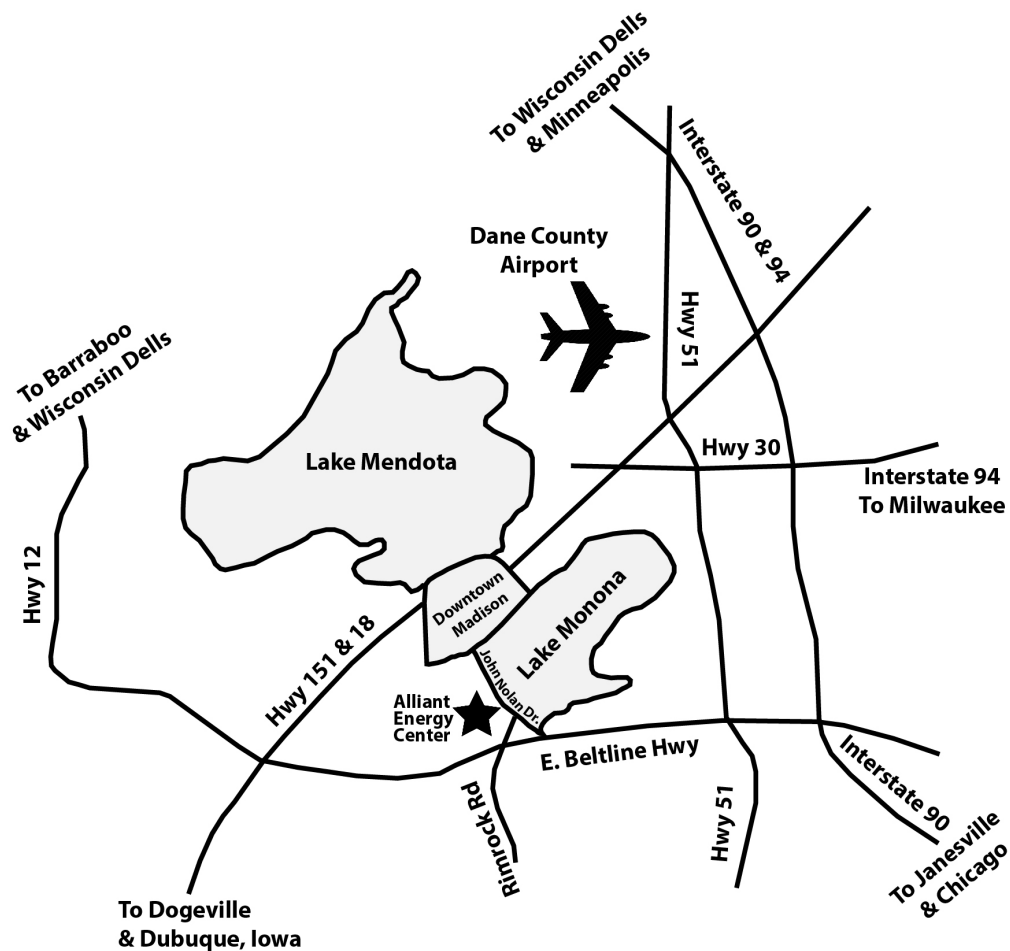 To Wisconsin Dells
& Minneapolis
Interstate 90 & 94
Dane County
Airport
Hwy 51
To Barraboo
& Wisconsin Dells
Lake Mendota
Hwy 30
Interstate 94
To Milwaukee
Hwy 12
Downtown
Madison
Lake Monona
Hwy 151 & 18
John Nolan Dr.
Alliant
Energy
Center
E. Beltline Hwy
Rimrock Rd
Hwy 51
Interstate 90
To Janesville
& Chicago
To Dogeville
& Dubuque, Iowa